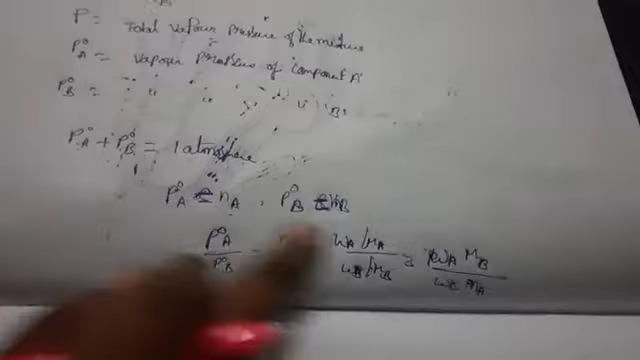 P = Total Vapour Pressure of the mixture
P°A = Vapour Pressure of Component 'A'
P°B = " " " " " 'B'
P°A + P°B = 1 atmosphere
P°A ∝ nA , P°B ∝ nB
P°A / P°B = WA/MA / WB/MB = WA MB / WB MA